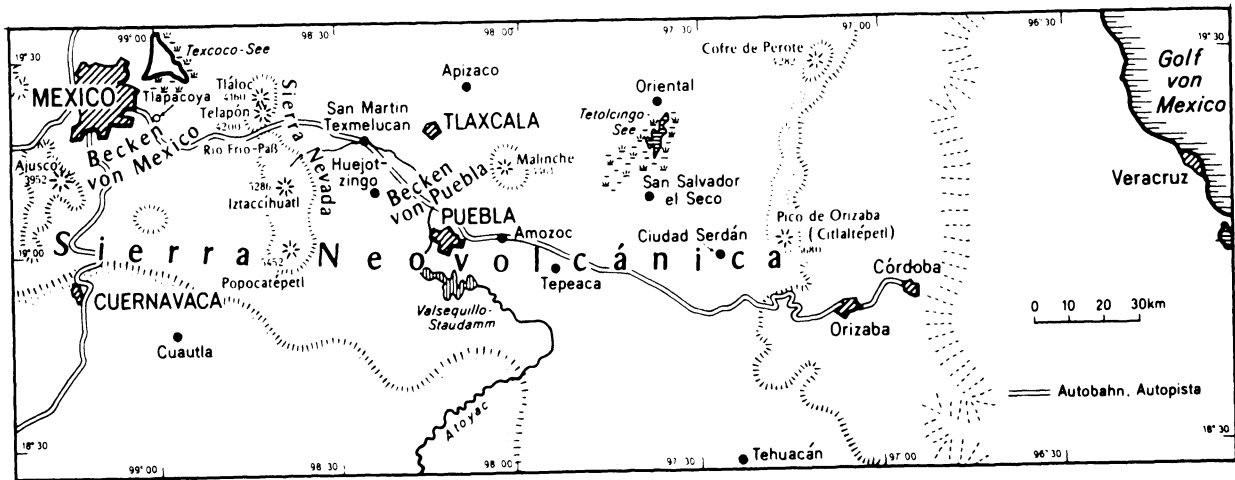 99° 00
98° 30
98° 00
97° 30
97° 00
96° 30
19° 30
19° 30
Texcoco-See
MEXICO
Tlapacoya
Tláloc
4160
Telapón
4200
Sierra Nevada
San Martin
Texmelucan
Apizaco
TLAXCALA
Oriental
Tetolcingo
See
Cofre de Perote
4282
Golf
von
Mexico
Becken
von Mexico
Rio Frio-Paß
Ajusco
3952
Huejot-
zingo
Becken
von Puebla
Malinche
San Salvador
el Seco
Veracruz
5286
Iztaccihuatl
PUEBLA
Amozoc
Ciudad Serdán
Pico de Orizaba
(Citlaltépetl)
Sierra Neovolcánica
19° 00
5452
Popocatépetl
Tepeaca
Córdoba
CUERNAVACA
Valsequillo-
Staudamm
Orizaba
0 10 20 30km
Cuautla
Autobahn. Autopista
Atoyac
Tehuacán
18° 30
18° 30
99° 00
98° 30
98° 00
97° 30
97° 00
96° 30